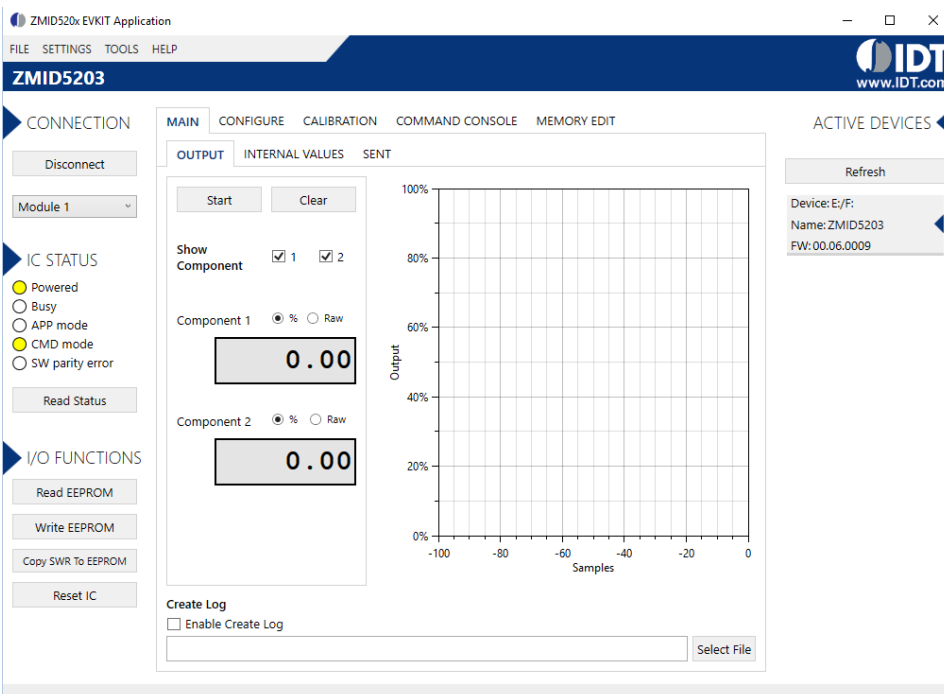 ZMID520x EVKIT Application
FILE SETTINGS TOOLS HELP
IDT
www.IDT.com
ZMID5203
CONNECTION
Disconnect
Module 1
IC STATUS
Powered
Busy
APP mode
CMD mode
SW parity error
Read Status
I/O FUNCTIONS
Read EEPROM
Write EEPROM
Copy SWR To EEPROM
Reset IC
MAIN CONFIGURE CALIBRATION COMMAND CONSOLE MEMORY EDIT
OUTPUT INTERNAL VALUES SENT
Start Clear
Show
Component 1 2
Component 1 % Raw
0.00
Component 2 % Raw
0.00
100%
80%
60%
40%
20%
0%
Output
-100 -80 -60 -40 -20 0
Samples
Create Log
Enable Create Log
Select File
ACTIVE DEVICES
Refresh
Device: E:/F:
Name: ZMID5203
FW: 00.06.0009